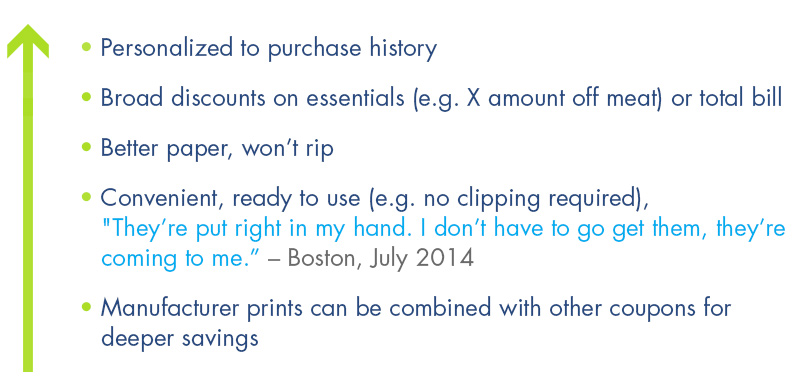 • Personalized to purchase history
• Broad discounts on essentials (e.g. X amount off meat) or total bill
• Better paper, won’t rip
• Convenient, ready to use (e.g. no clipping required),
"They’re put right in my hand. I don’t have to go get them, they’re
coming to me.” – Boston, July 2014
• Manufacturer prints can be combined with other coupons for
deeper savings